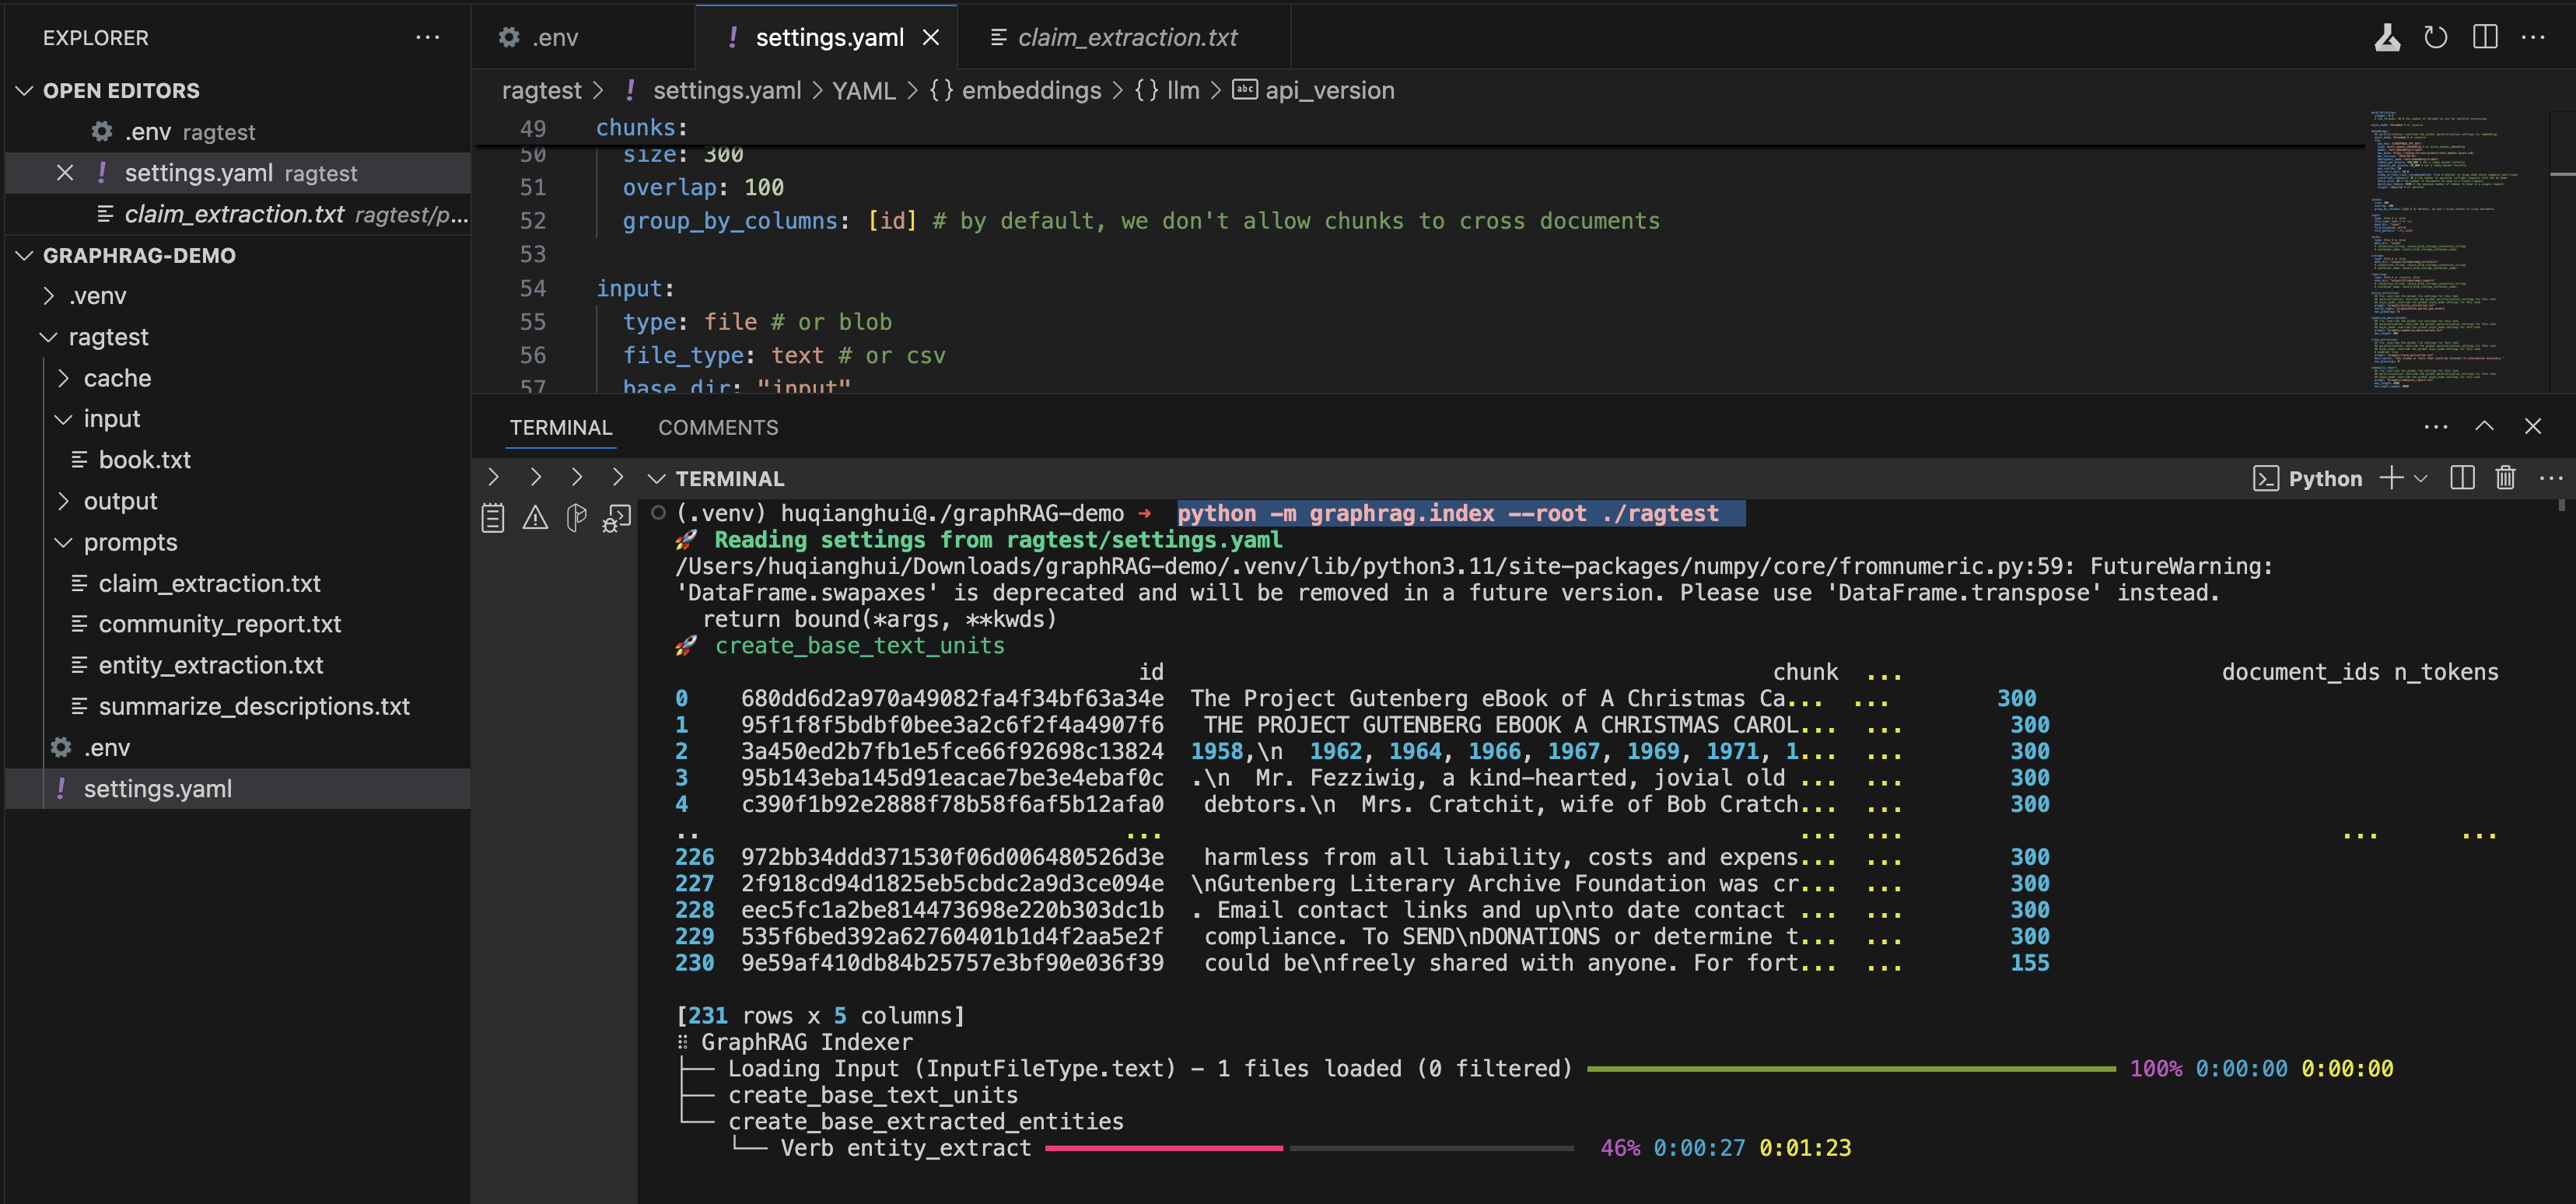 EXPLORER
OPEN EDITORS
.env ragtest
settings.yaml ragtest
claim_extraction.txt ragtest/p...
GRAPHRAG-DEMO
.venv
ragtest
cache
input
book.txt
output
prompts
claim_extraction.txt
community_report.txt
entity_extraction.txt
summarize_descriptions.txt
.env
settings.yaml
.env
settings.yaml
claim_extraction.txt
ragtest > ! settings.yaml > YAML > {} embeddings > {} llm > abc api_version
49 chunks:
50 size: 300
51 overlap: 100
52 group_by_columns: [id] # by default, we don't allow chunks to cross documents
53
54 input:
55 type: file # or blob
56 file_type: text # or csv
57 base_dir: "input"
TERMINAL COMMENTS
TERMINAL
Python
(.venv) huqianghui@./graphRAG-demo → python -m graphrag.index --root ./ragtest
🚀 Reading settings from ragtest/settings.yaml
/Users/huqianghui/Downloads/graphRAG-demo/.venv/lib/python3.11/site-packages/numpy/core/fromnumeric.py:59: FutureWarning:
'DataFrame.swapaxes' is deprecated and will be removed in a future version. Please use 'DataFrame.transpose' instead.
return bound(*args, **kwds)
🚀 create_base_text_units
id chunk ... document_ids n_tokens
0 680dd6d2a970a49082fa4f34bf63a34e The Project Gutenberg eBook of A Christmas Ca... ... 300
1 95f1f8f5bdbf0bee3a2c6f2f4a4907f6 THE PROJECT GUTENBERG EBOOK A CHRISTMAS CAROL... ... 300
2 3a450ed2b7fb1e5fce66f92698c13824 1958,\n 1962, 1964, 1966, 1967, 1969, 1971, 1... ... 300
3 95b143eba145d91eacae7be3e4ebaf0c .\n Mr. Fezziwig, a kind-hearted, jovial old ... ... 300
4 c390f1b92e2888f78b58f6af5b12afa0 debtors.\n Mrs. Cratchit, wife of Bob Cratch... ... 300
.. ... ... ... ... ...
226 972bb34ddd371530f06d006480526d3e harmless from all liability, costs and expens... ... 300
227 2f918cd94d1825eb5cbdc2a9d3ce094e \nGutenberg Literary Archive Foundation was cr... ... 300
228 eec5fc1a2be814473698e220b303dc1b . Email contact links and up\nto date contact ... ... 300
229 535f6bed392a62760401b1d4f2aa5e2f compliance. To SEND\nDONATIONS or determine t... ... 300
230 9e59af410db84b25757e3bf90e036f39 could be\nfreely shared with anyone. For fort... ... 155
[231 rows x 5 columns]
GraphRAG Indexer
├── Loading Input (InputFileType.text) - 1 files loaded (0 filtered) 100% 0:00:00 0:00:00
├── create_base_text_units
└── create_base_extracted_entities
└── Verb entity_extract 46% 0:00:27 0:01:23